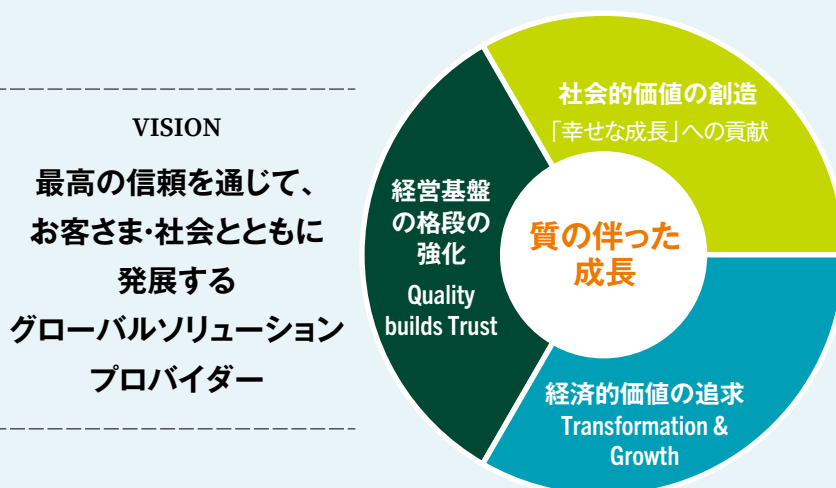 VISION
最高の信頼を通じて、
お客さま・社会とともに
発展する
グローバルソリューション
プロバイダー
社会的価値の創造
「幸せな成長」への貢献
経営基盤
の格段の
強化
Quality
builds Trust
質の伴った
成長
経済的価値の追求
Transformation &
Growth